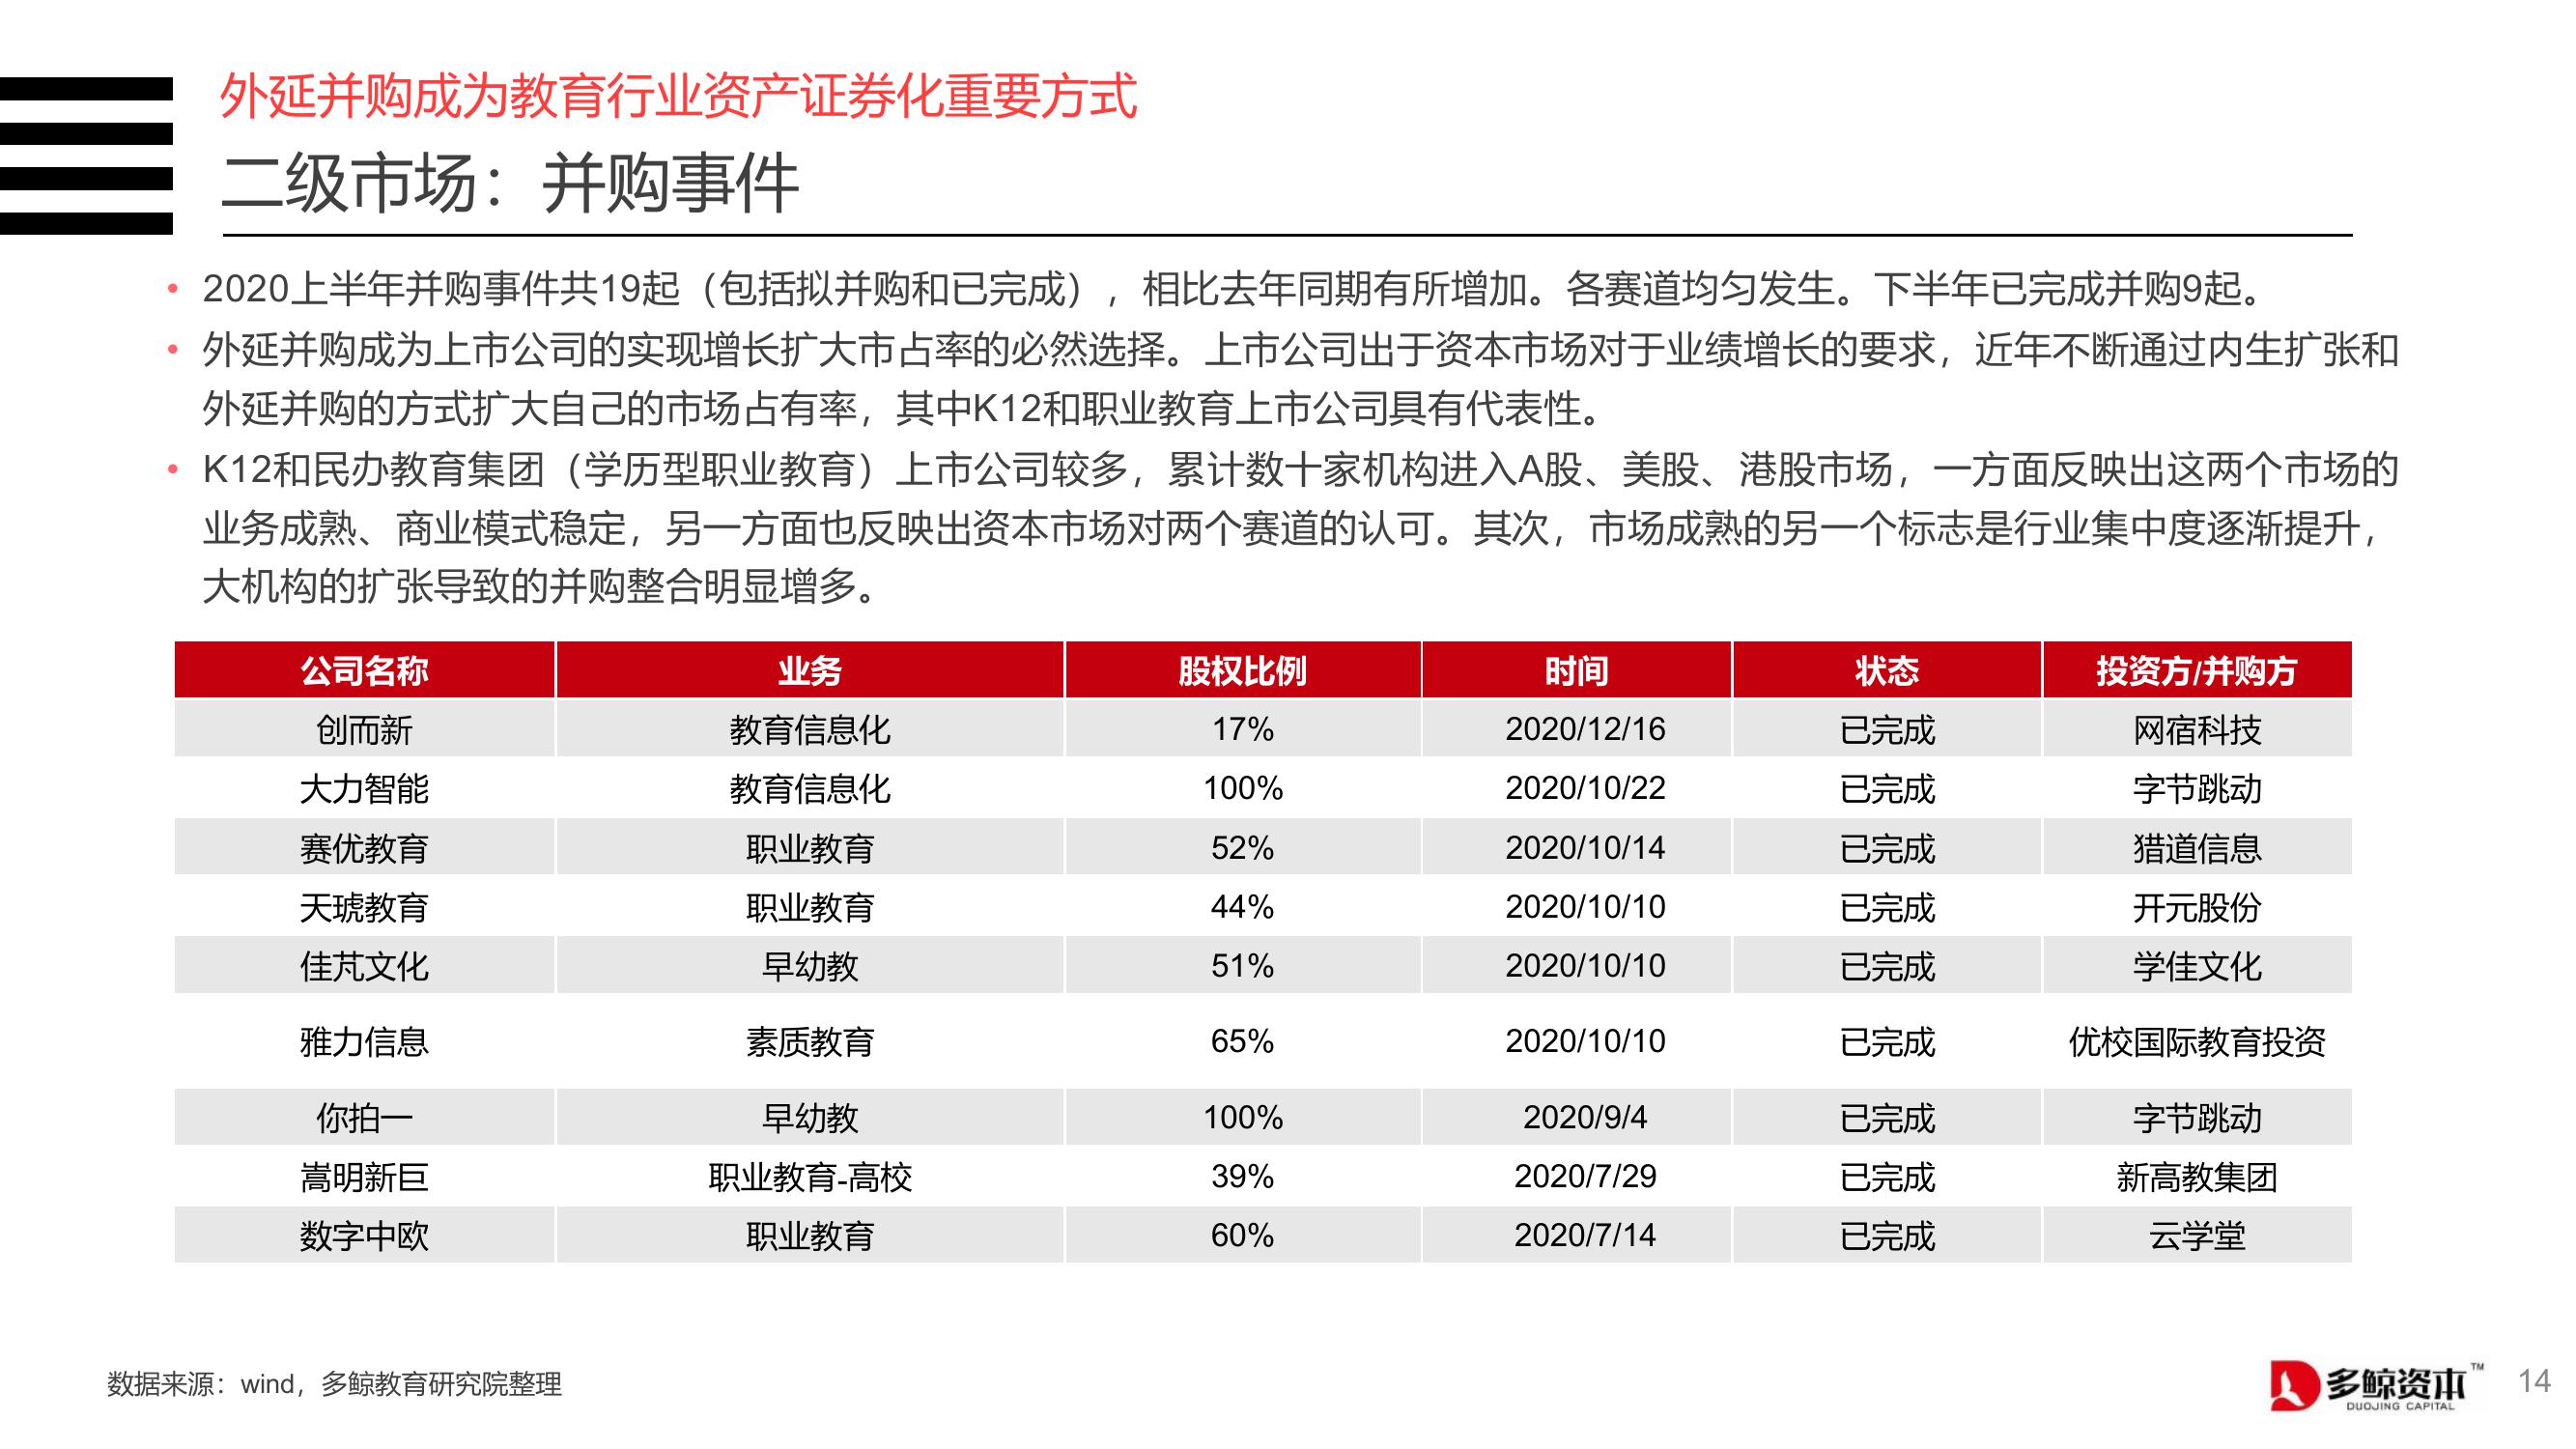 外延并购成为教育行业资产证券化重要方式
二级市场：并购事件
• 2020上半年并购事件共19起（包括拟并购和已完成），相比去年同期有所增加。各赛道均匀发生。下半年已完成并购9起。
• 外延并购成为上市公司的实现增长扩大市占率的必然选择。上市公司出于资本市场对于业绩增长的要求，近年不断通过内生扩张和
外延并购的方式扩大自己的市场占有率，其中K12和职业教育上市公司具有代表性。
• K12和民办教育集团（学历型职业教育）上市公司较多，累计数十家机构进入A股、美股、港股市场，一方面反映出这两个市场的
业务成熟、商业模式稳定，另一方面也反映出资本市场对两个赛道的认可。其次，市场成熟的另一个标志是行业集中度逐渐提升，
大机构的扩张导致的并购整合明显增多。
公司名称 业务 股权比例 时间 状态 投资方/并购方
创而新 教育信息化 17% 2020/12/16 已完成 网宿科技
大力智能 教育信息化 100% 2020/10/22 已完成 字节跳动
赛优教育 职业教育 52% 2020/10/14 已完成 猎道信息
天琥教育 职业教育 44% 2020/10/10 已完成 开元股份
佳芃文化 早幼教 51% 2020/10/10 已完成 学佳文化
雅力信息 素质教育 65% 2020/10/10 已完成 优校国际教育投资
你拍一 早幼教 100% 2020/9/4 已完成 字节跳动
嵩明新巨 职业教育-高校 39% 2020/7/29 已完成 新高教集团
数字中欧 职业教育 60% 2020/7/14 已完成 云学堂
数据来源：wind，多鲸教育研究院整理
多鲸资本™
DUOJING CAPITAL
14